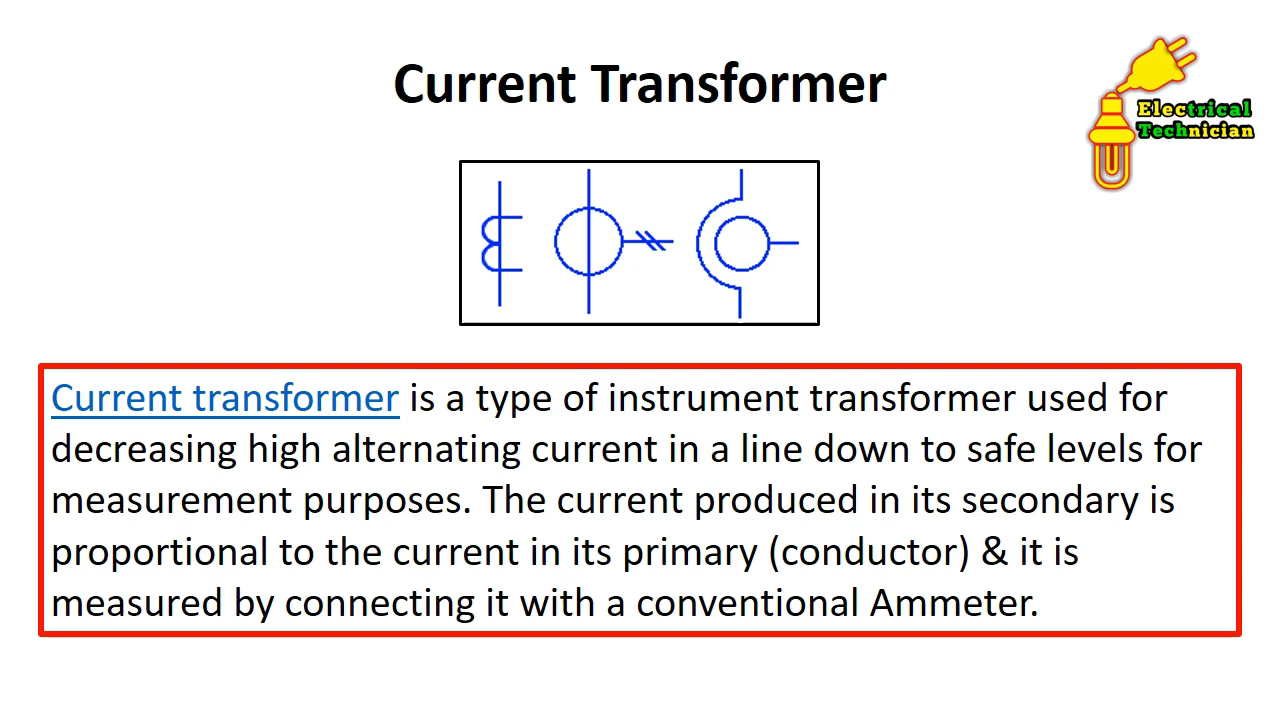 Current Transformer
Electrical
Technician
Current transformer is a type of instrument transformer used for
decreasing high alternating current in a line down to safe levels for
measurement purposes. The current produced in its secondary is
proportional to the current in its primary (conductor) & it is
measured by connecting it with a conventional Ammeter.